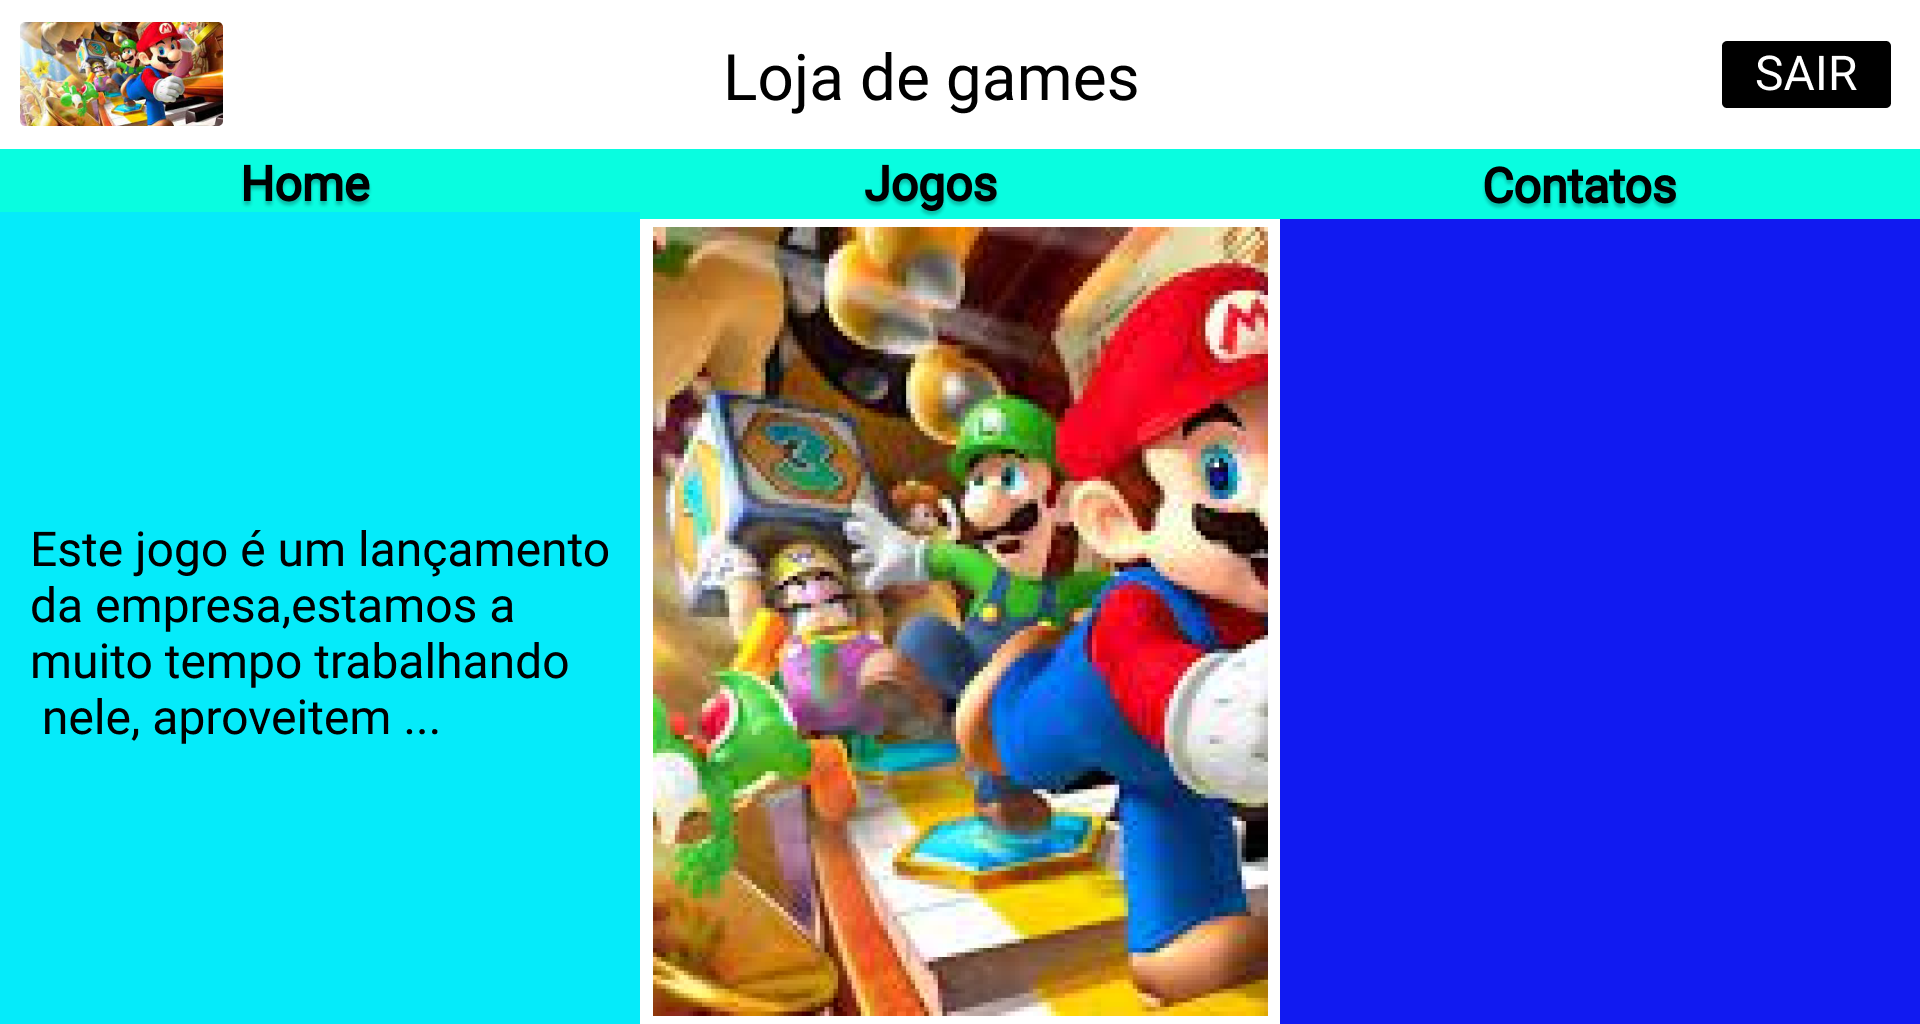 Loja de games
SAIR
Home
Jogos
Contatos
Este jogo é um lançamento
da empresa,estamos a
muito tempo trabalhando
nele, aproveitem ...
M
L